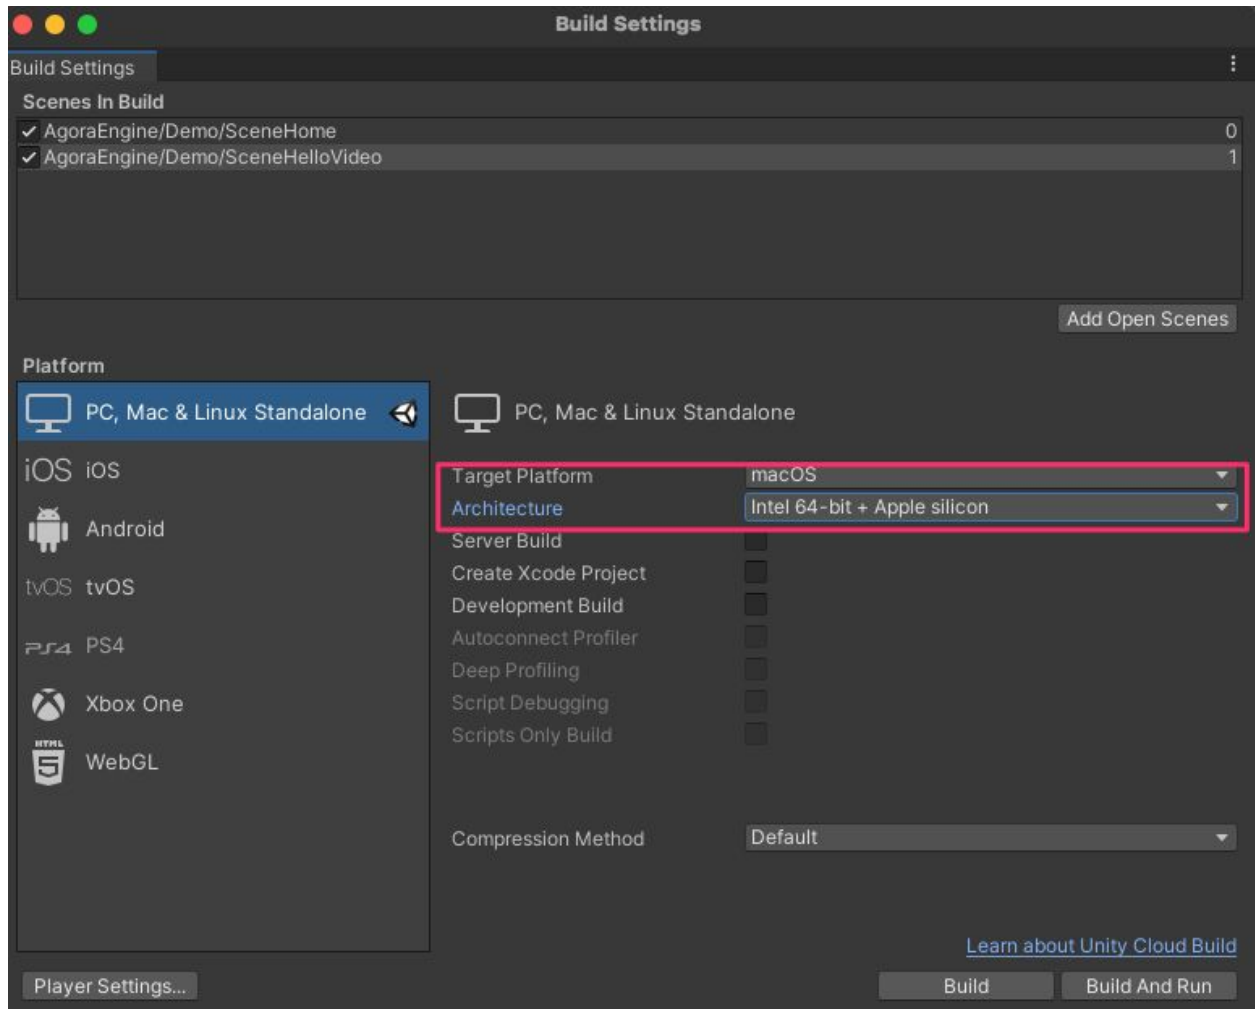 Build Settings
Build Settings
Scenes In Build
AgoraEngine/Demo/SceneHome 0
AgoraEngine/Demo/SceneHelloVideo 1
Add Open Scenes
Platform
PC, Mac & Linux Standalone
iOS iOS
Android
tvOS tvOS
PS4 PS4
Xbox One
HTML 5 WebGL
PC, Mac & Linux Standalone
Target Platform macOS
Architecture Intel 64-bit + Apple silicon
Server Build
Create Xcode Project
Development Build
Autoconnect Profiler
Deep Profiling
Script Debugging
Scripts Only Build
Compression Method Default
Learn about Unity Cloud Build
Player Settings... Build Build And Run